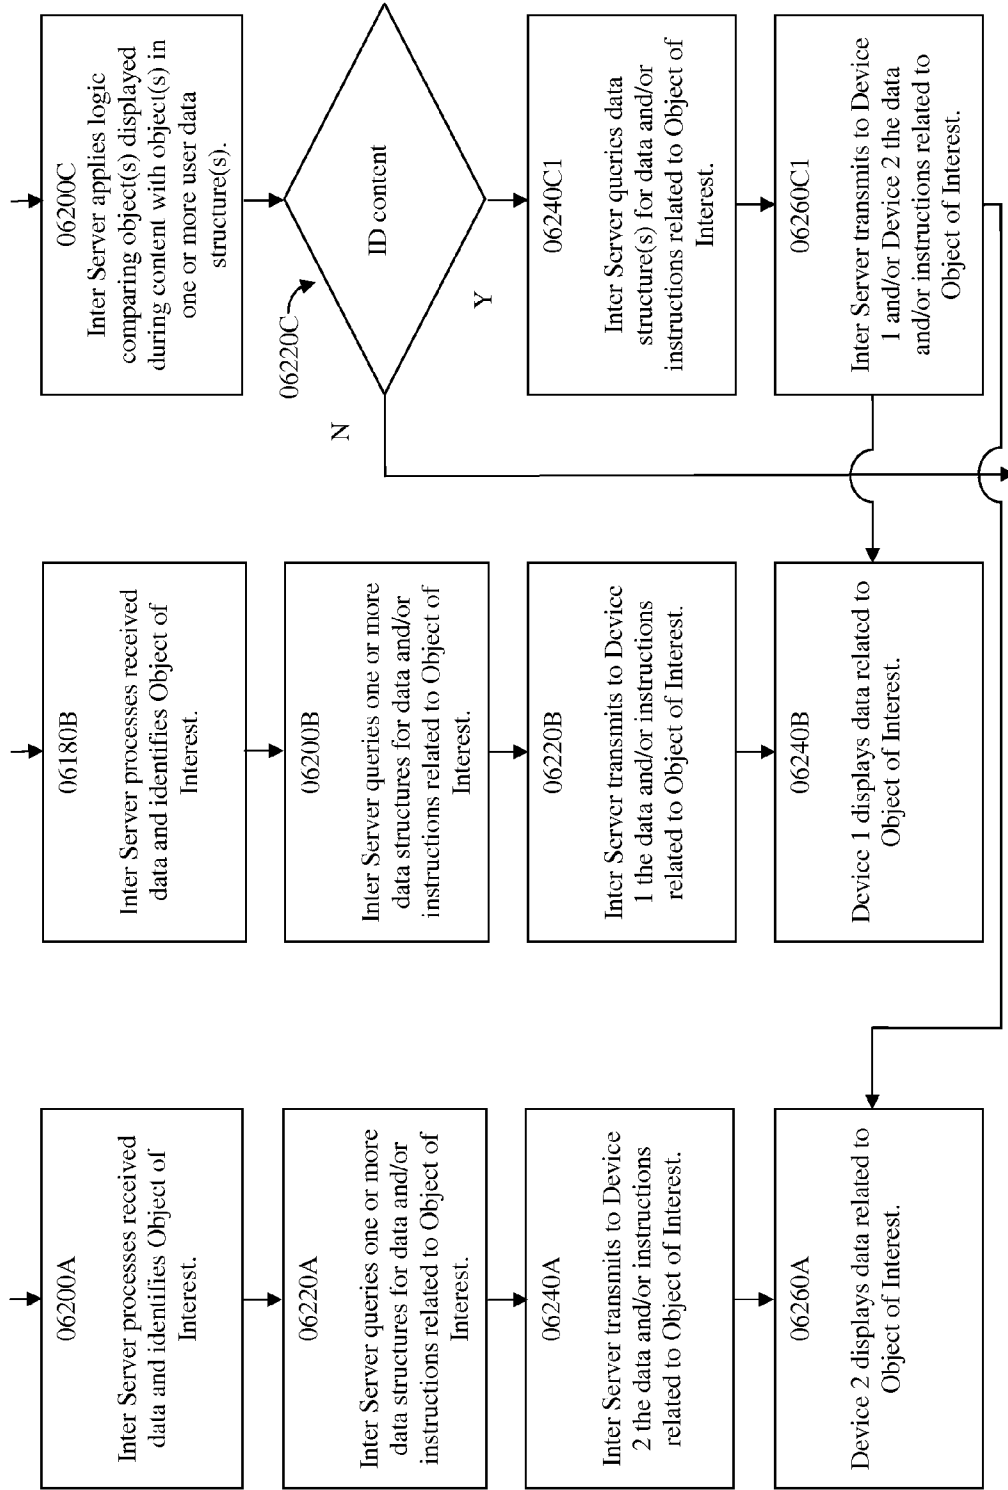 06200A
Inter Server processes received
data and identifies Object of
Interest.
06220A
Inter Server queries one or more
data structures for data and/or
instructions related to Object of
Interest.
06240A
Inter Server transmits to Device
2 the data and/or instructions
related to Object of Interest.
06260A
Device 2 displays data related to
Object of Interest.
06180B
Inter Server processes received
data and identifies Object of
Interest.
06200B
Inter Server queries one or more
data structures for data and/or
instructions related to Object of
Interest.
06220B
Inter Server transmits to Device
1 the data and/or instructions
related to Object of Interest.
06240B
Device 1 displays data related to
Object of Interest.
06200C
Inter Server applies logic
comparing object(s) displayed
during content with object(s) in
one or more user data
structure(s).
06220C
ID content
N
Y
06240C1
Inter Server queries data
structure(s) for data and/or
instructions related to Object of
Interest.
06260C1
Inter Server transmits to Device
1 and/or Device 2 the data
and/or instructions related to
Object of Interest.